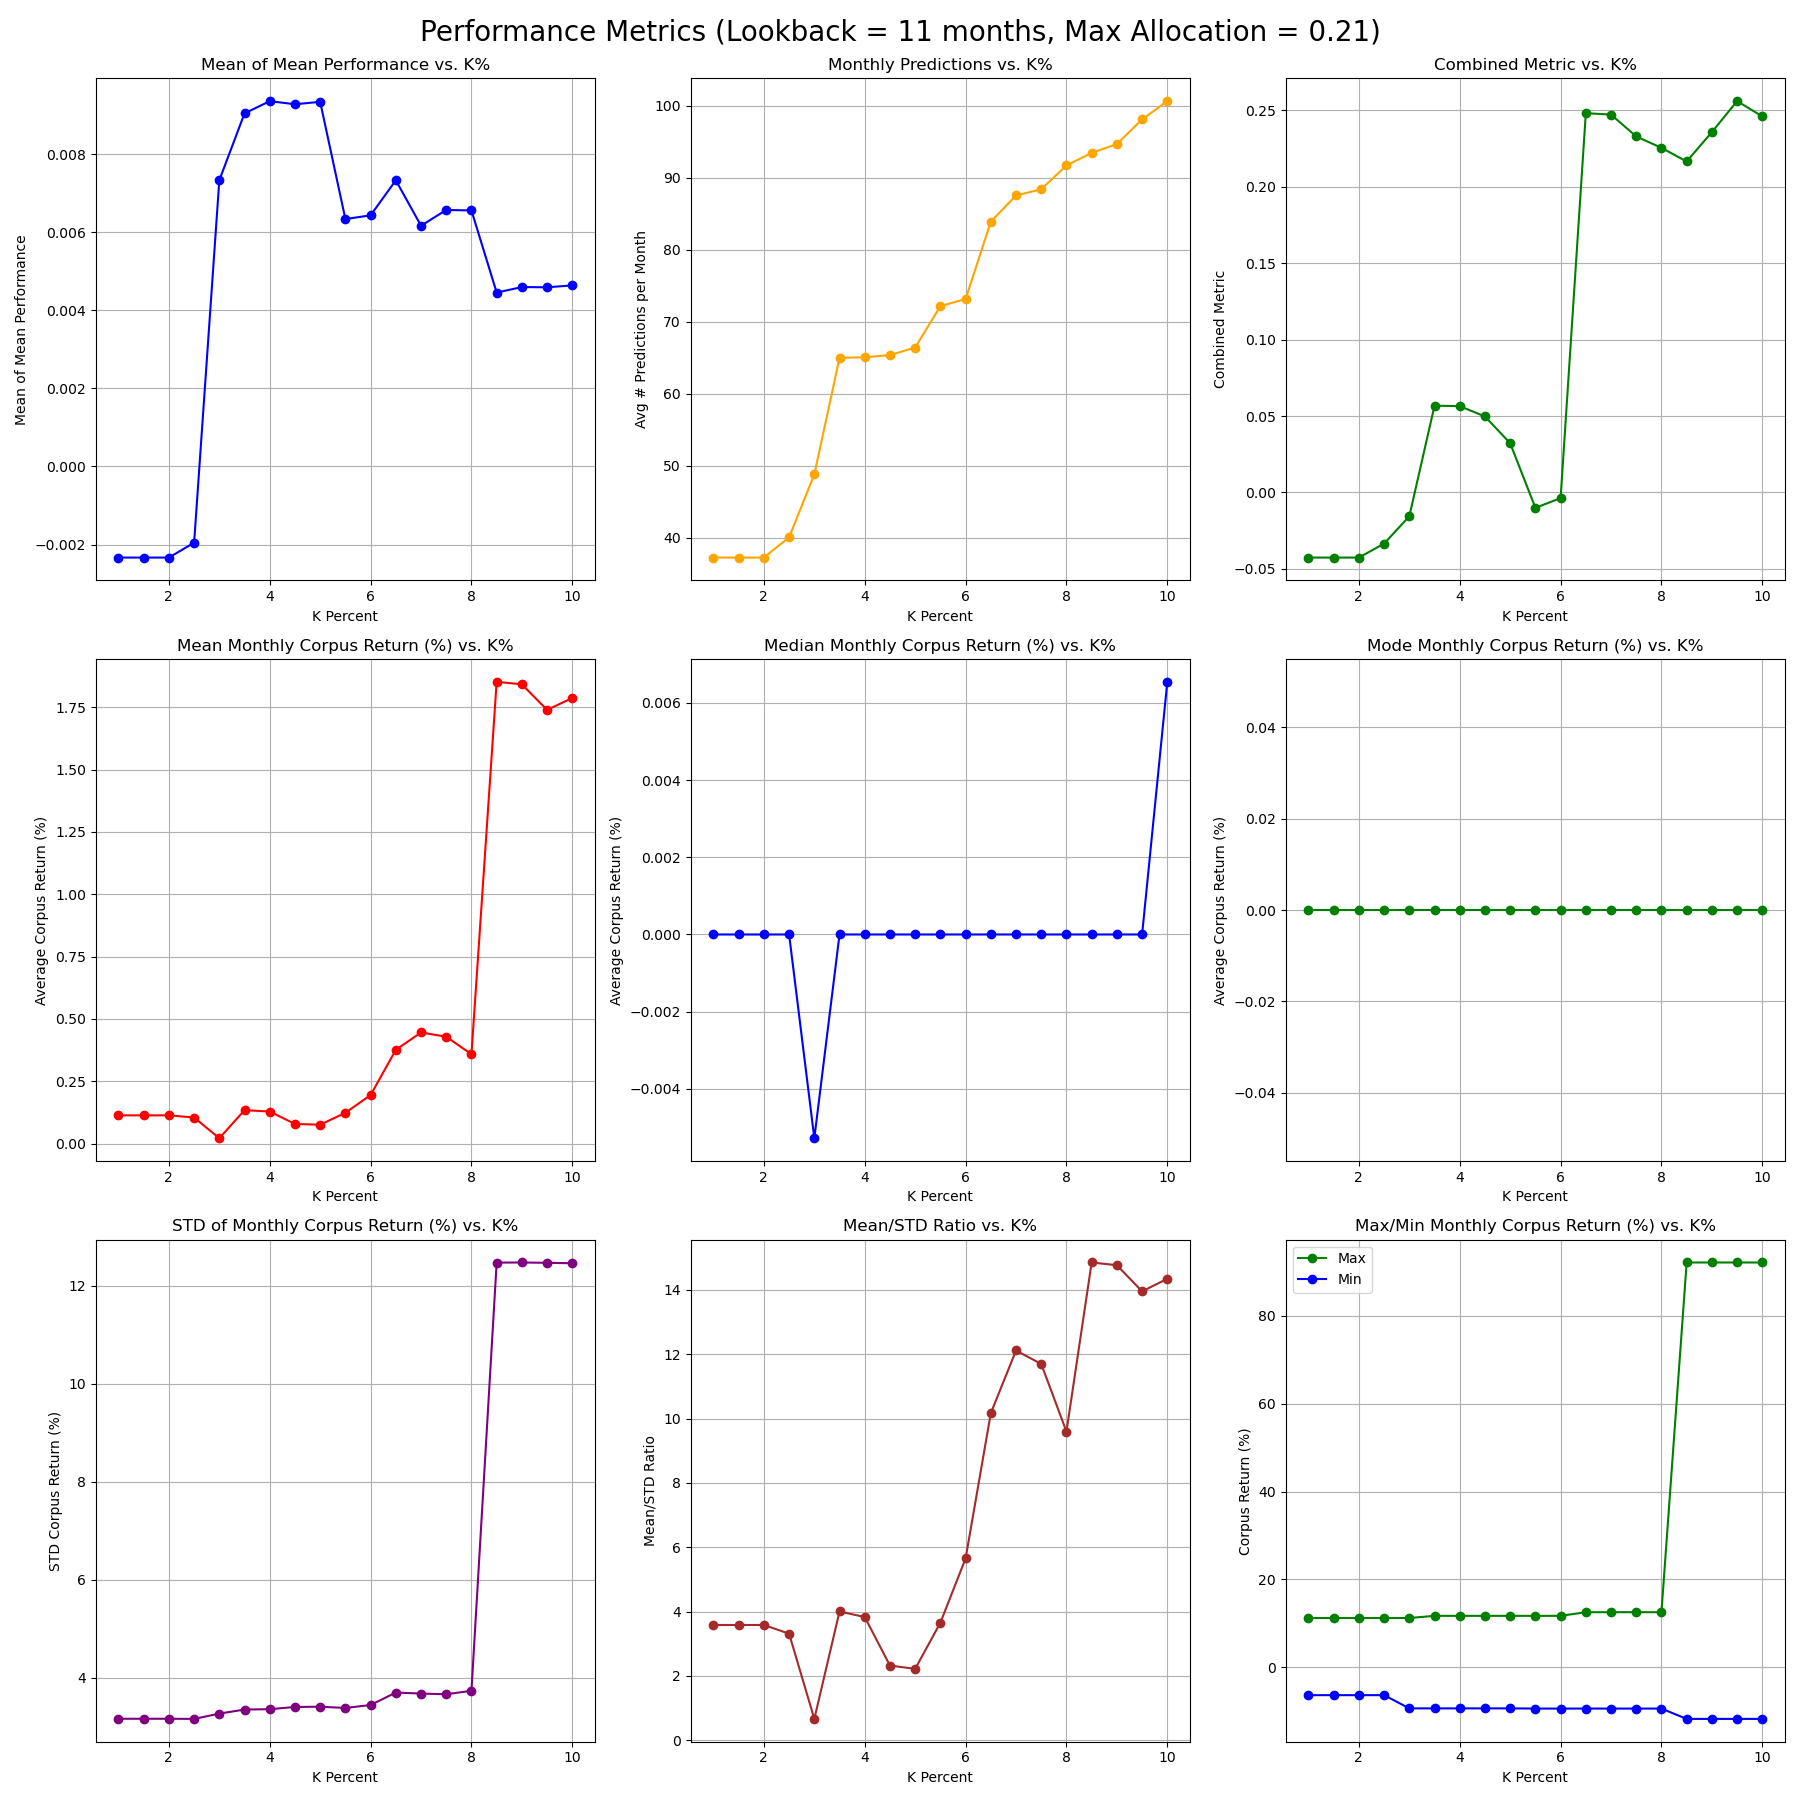 Performance Metrics (Lookback = 11 months, Max Allocation = 0.21)
Mean of Mean Performance vs. K%
0.008
0.006
0.004
0.002
0.000
−0.002
2 4 6 8 10
K Percent
Mean of Mean Performance
Monthly Predictions vs. K%
100
90
80
70
60
50
40
2 4 6 8 10
K Percent
Avg # Predictions per Month
Combined Metric vs. K%
0.25
0.20
0.15
0.10
0.05
0.00
−0.05
2 4 6 8 10
K Percent
Combined Metric
Mean Monthly Corpus Return (%) vs. K%
1.75
1.50
1.25
1.00
0.75
0.50
0.25
0.00
2 4 6 8 10
K Percent
Average Corpus Return (%)
Median Monthly Corpus Return (%) vs. K%
0.006
0.004
0.002
0.000
−0.002
−0.004
2 4 6 8 10
K Percent
Average Corpus Return (%)
Mode Monthly Corpus Return (%) vs. K%
0.04
0.02
0.00
−0.02
−0.04
2 4 6 8 10
K Percent
Average Corpus Return (%)
STD of Monthly Corpus Return (%) vs. K%
12
10
8
6
4
2 4 6 8 10
K Percent
STD Corpus Return (%)
Mean/STD Ratio vs. K%
14
12
10
8
6
4
2
0
2 4 6 8 10
K Percent
Mean/STD Ratio
Max/Min Monthly Corpus Return (%) vs. K%
Max
Min
80
60
40
20
0
2 4 6 8 10
K Percent
Corpus Return (%)